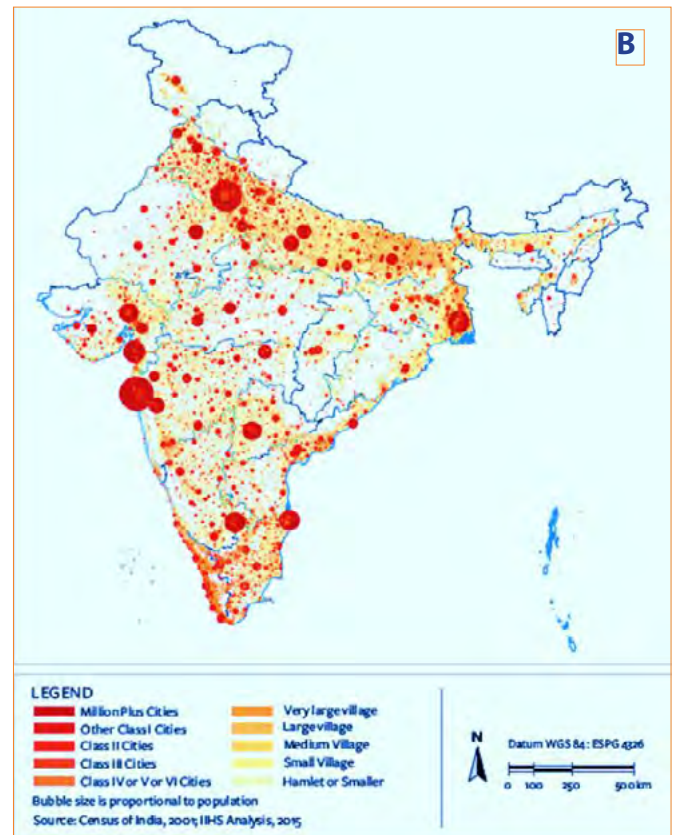 B
LEGEND
Million Plus Cities
Other Class I Cities
Class II Cities
Class III Cities
Class IV or V or VI Cities
Very large village
Large village
Medium Village
Small Village
Hamlet or Smaller
Bubble size is proportional to population
Source: Census of India, 2001; IIHS Analysis, 2015
N
Datum WGS 84: ESPG 4326
0 100 250 500 km